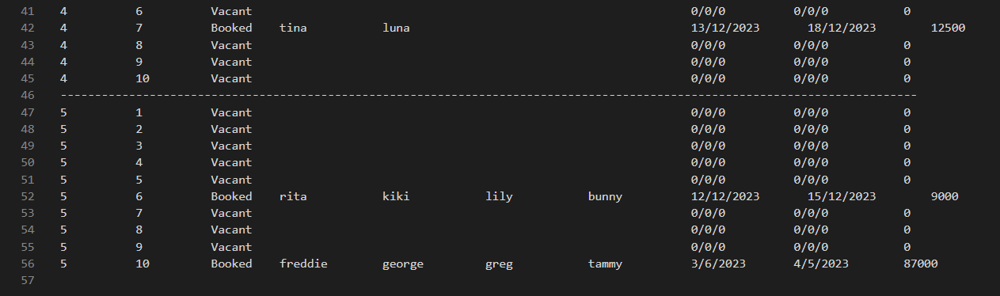 41 4 6 Vacant 0/0/0 0/0/0 0
42 4 7 Booked tina luna 13/12/2023 18/12/2023 12500
43 4 8 Vacant 0/0/0 0/0/0 0
44 4 9 Vacant 0/0/0 0/0/0 0
45 4 10 Vacant 0/0/0 0/0/0 0
46 -----------------------------------------------------------------------------------------------------------------------------
47 5 1 Vacant 0/0/0 0/0/0 0
48 5 2 Vacant 0/0/0 0/0/0 0
49 5 3 Vacant 0/0/0 0/0/0 0
50 5 4 Vacant 0/0/0 0/0/0 0
51 5 5 Vacant 0/0/0 0/0/0 0
52 5 6 Booked rita kiki lily bunny 12/12/2023 15/12/2023 9000
53 5 7 Vacant 0/0/0 0/0/0 0
54 5 8 Vacant 0/0/0 0/0/0 0
55 5 9 Vacant 0/0/0 0/0/0 0
56 5 10 Booked freddie george greg tammy 3/6/2023 4/5/2023 87000
57